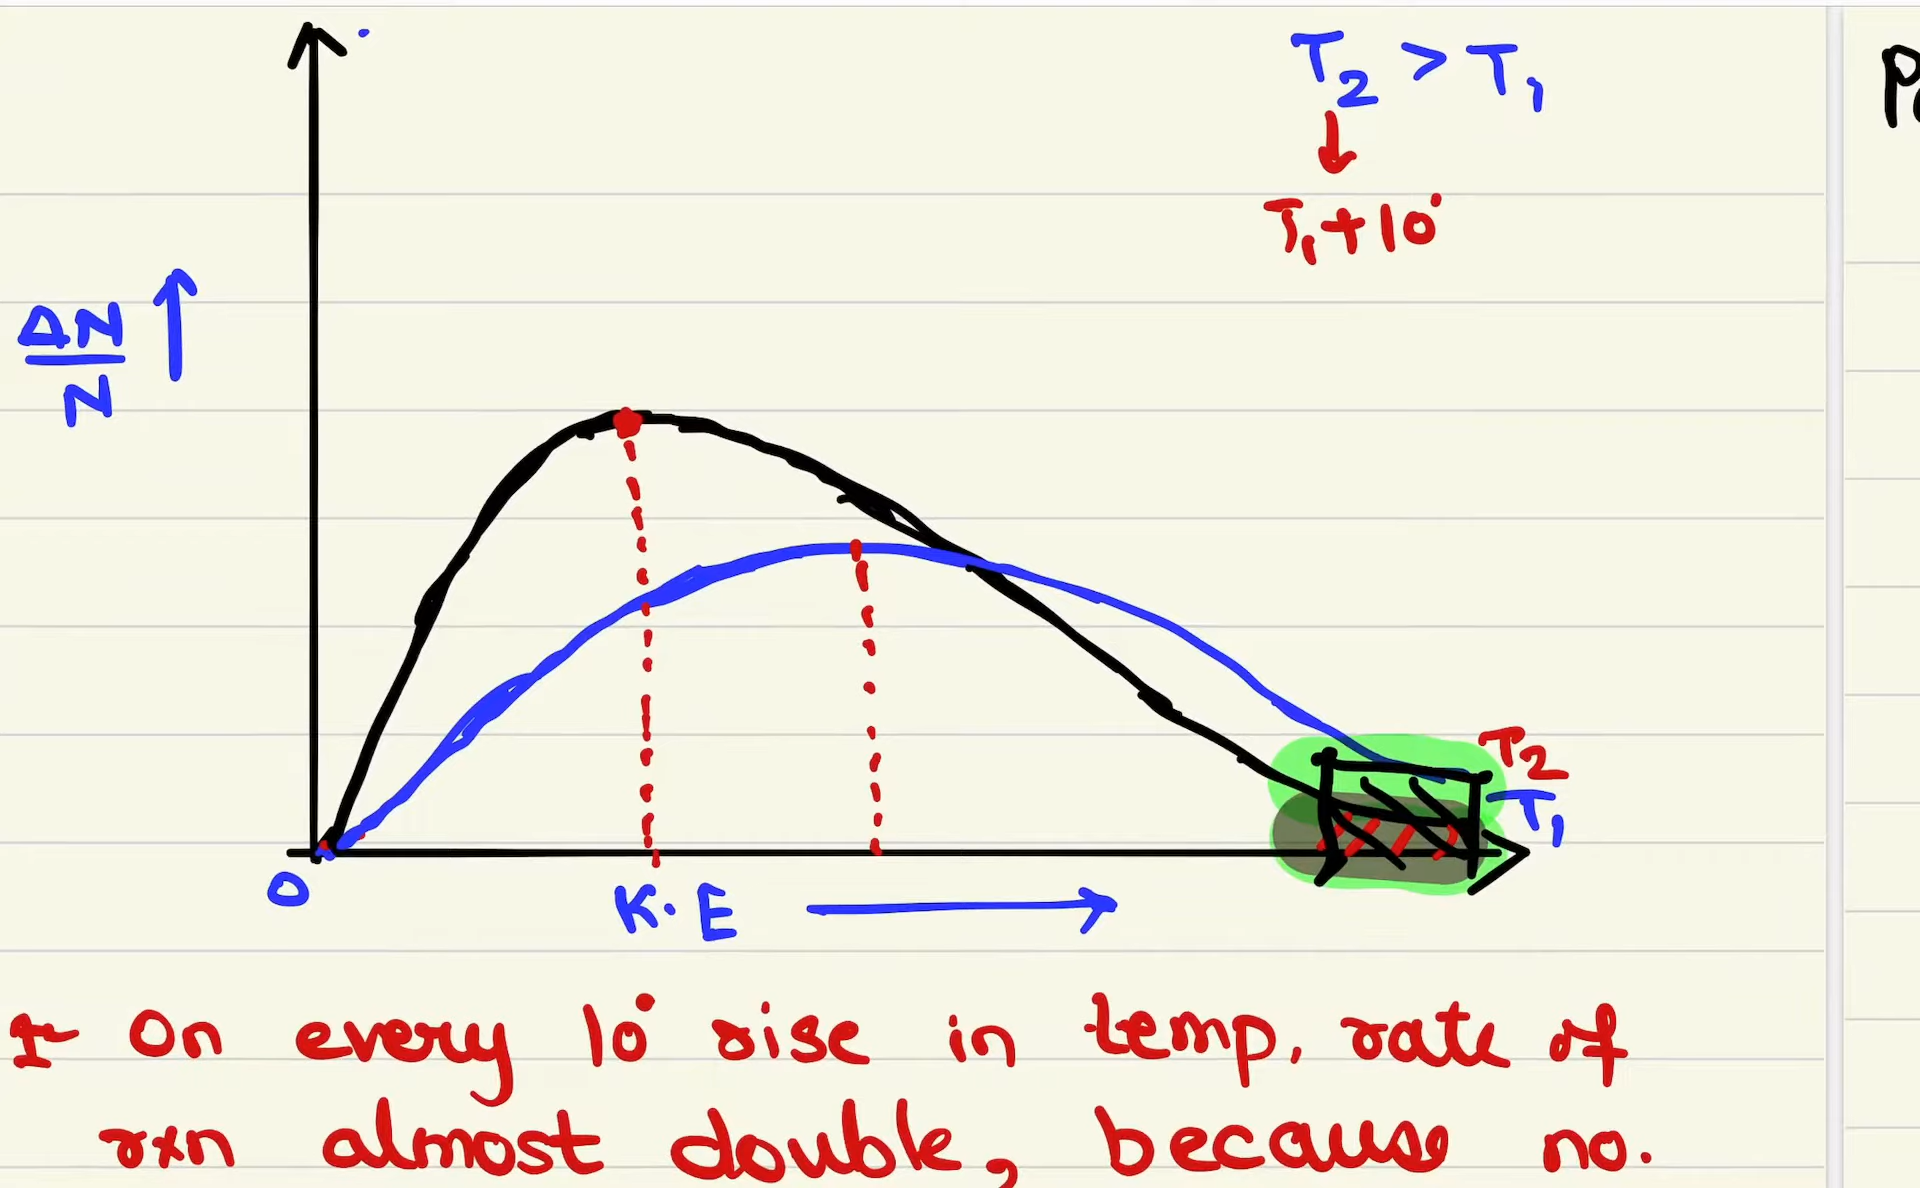 T₂ > T₁
↓
T₁+10°
ΔN/N ↑
T₂
T₁
0
K.E →
On every 10° rise in temp, rate of
rxn almost double, because no.